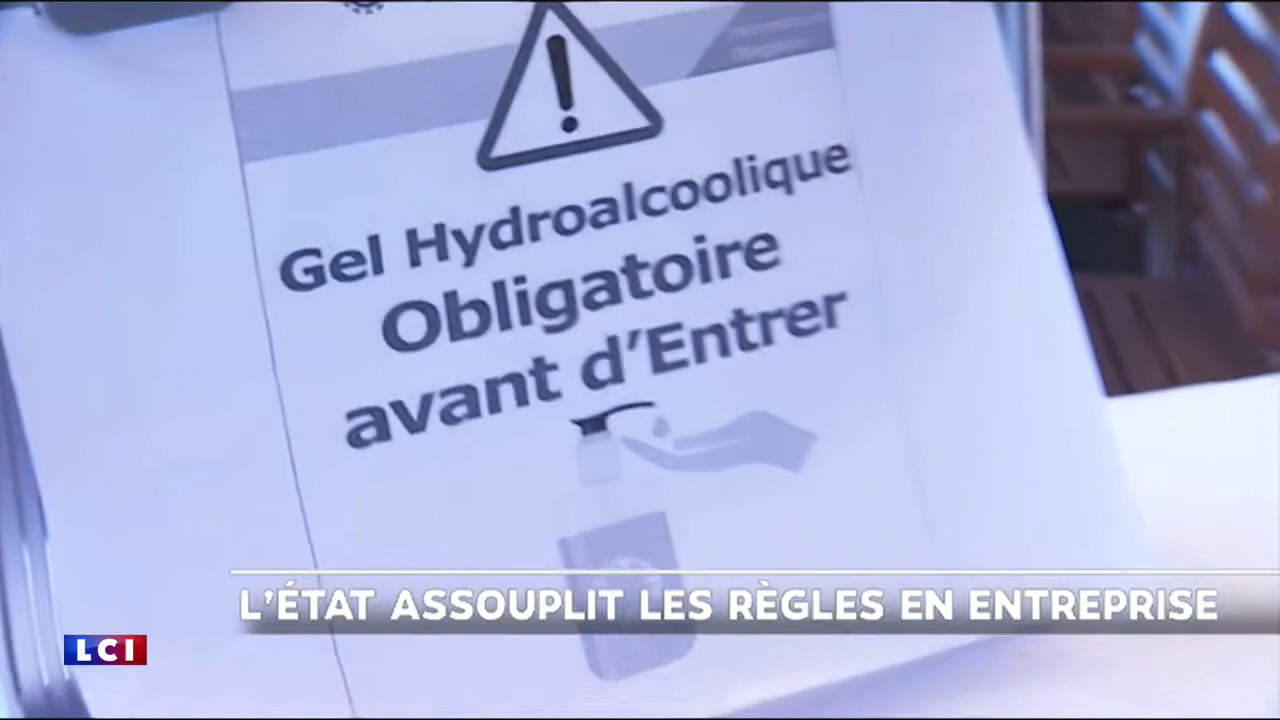 Gel Hydroalcoolique
Obligatoire
avant d'Entrer
L'ÉTAT ASSOUPLIT LES RÈGLES EN ENTREPRISE
LCI